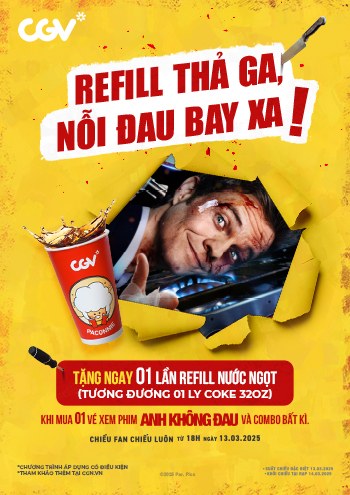 CGV*
REFILL THẢ GA,
NỖI ĐAU BAY XA!
CGV*
TẶNG NGAY 01 LẦN REFILL NƯỚC NGỌT
(TƯƠNG ĐƯƠNG 01 LY COKE 32OZ)
KHI MUA 01 VÉ XEM PHIM ANH KHÔNG ĐAU VÀ COMBO BẤT KÌ.
CHIẾU FAN CHIẾU LUÔN TỪ 18H NGÀY 13.03.2025
*CHƯƠNG TRÌNH ÁP DỤNG CÓ ĐIỀU KIỆN
*THAM KHẢO THÊM TẠI CGV.VN